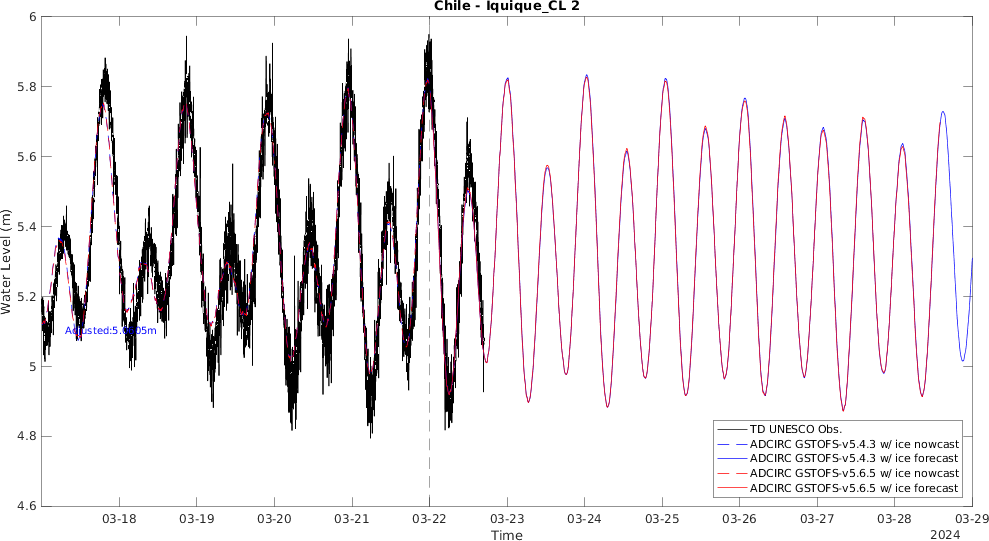 Chile - Iquique_CL 2
6
5.8
5.6
5.4
5.2
5
4.8
4.6
Water Level (m)
03-18
03-19
03-20
03-21
03-22
03-23
03-24
03-25
03-26
03-27
03-28
03-29
Time
2024
TD UNESCO Obs.
ADCIRC GSTOFS-v5.4.3 w/ ice nowcast
ADCIRC GSTOFS-v5.4.3 w/ ice forecast
ADCIRC GSTOFS-v5.6.5 w/ ice nowcast
ADCIRC GSTOFS-v5.6.5 w/ ice forecast